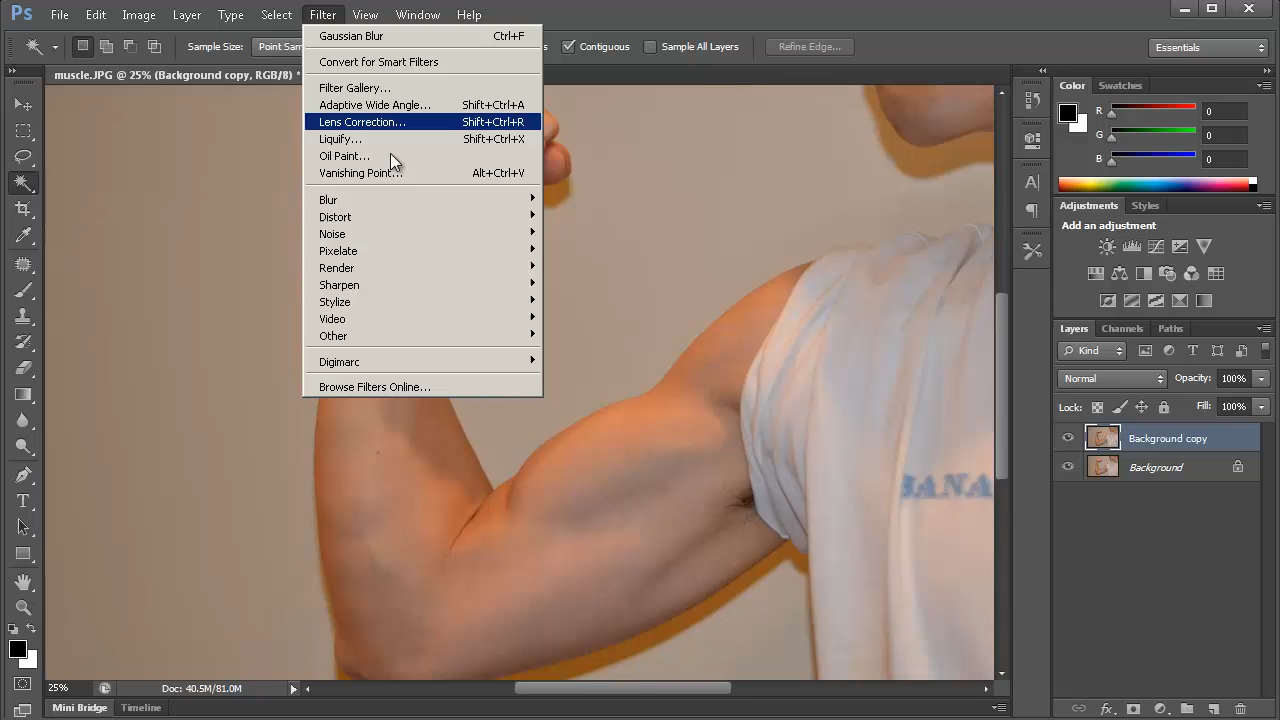 Ps File Edit Image Layer Type Select Filter View Window Help
Sample Size: Point Sam Contiguous Sample All Layers Refine Edge... Essentials
muscle.JPG @ 25% (Background copy, RGB/8) *
Gaussian Blur Ctrl+F
Convert for Smart Filters
Filter Gallery...
Adaptive Wide Angle... Shift+Ctrl+A
Lens Correction... Shift+Ctrl+R
Liquify... Shift+Ctrl+X
Oil Paint...
Vanishing Point... Alt+Ctrl+V
Blur
Distort
Noise
Pixelate
Render
Sharpen
Stylize
Video
Other
Digimarc
Browse Filters Online...
Color Swatches
R 0
G 0
B 0
Adjustments Styles
Add an adjustment
Layers Channels Paths
Kind
Normal Opacity: 100%
Lock: Fill: 100%
Background copy
Background
BANA
25% Doc: 40.5M/81.0M
Mini Bridge Timeline